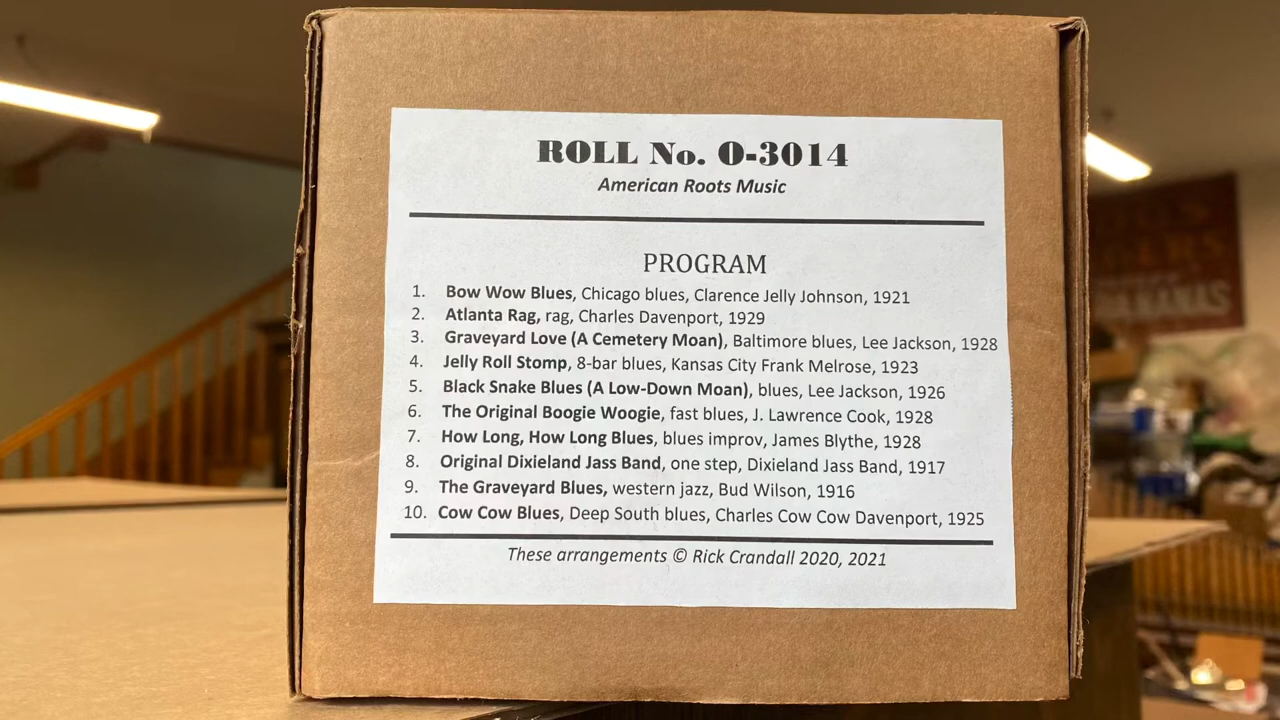 ROLL No. O-3014
American Roots Music
PROGRAM
1. Bow Wow Blues, Chicago blues, Clarence Jelly Johnson, 1921
2. Atlanta Rag, rag, Charles Davenport, 1929
3. Graveyard Love (A Cemetery Moan), Baltimore blues, Lee Jackson, 1928
4. Jelly Roll Stomp, 8-bar blues, Kansas City Frank Melrose, 1923
5. Black Snake Blues (A Low-Down Moan), blues, Lee Jackson, 1926
6. The Original Boogie Woogie, fast blues, J. Lawrence Cook, 1928
7. How Long, How Long Blues, blues improv, James Blythe, 1928
8. Original Dixieland Jass Band, one step, Dixieland Jass Band, 1917
9. The Graveyard Blues, western jazz, Bud Wilson, 1916
10. Cow Cow Blues, Deep South blues, Charles Cow Cow Davenport, 1925
These arrangements © Rick Crandall 2020, 2021